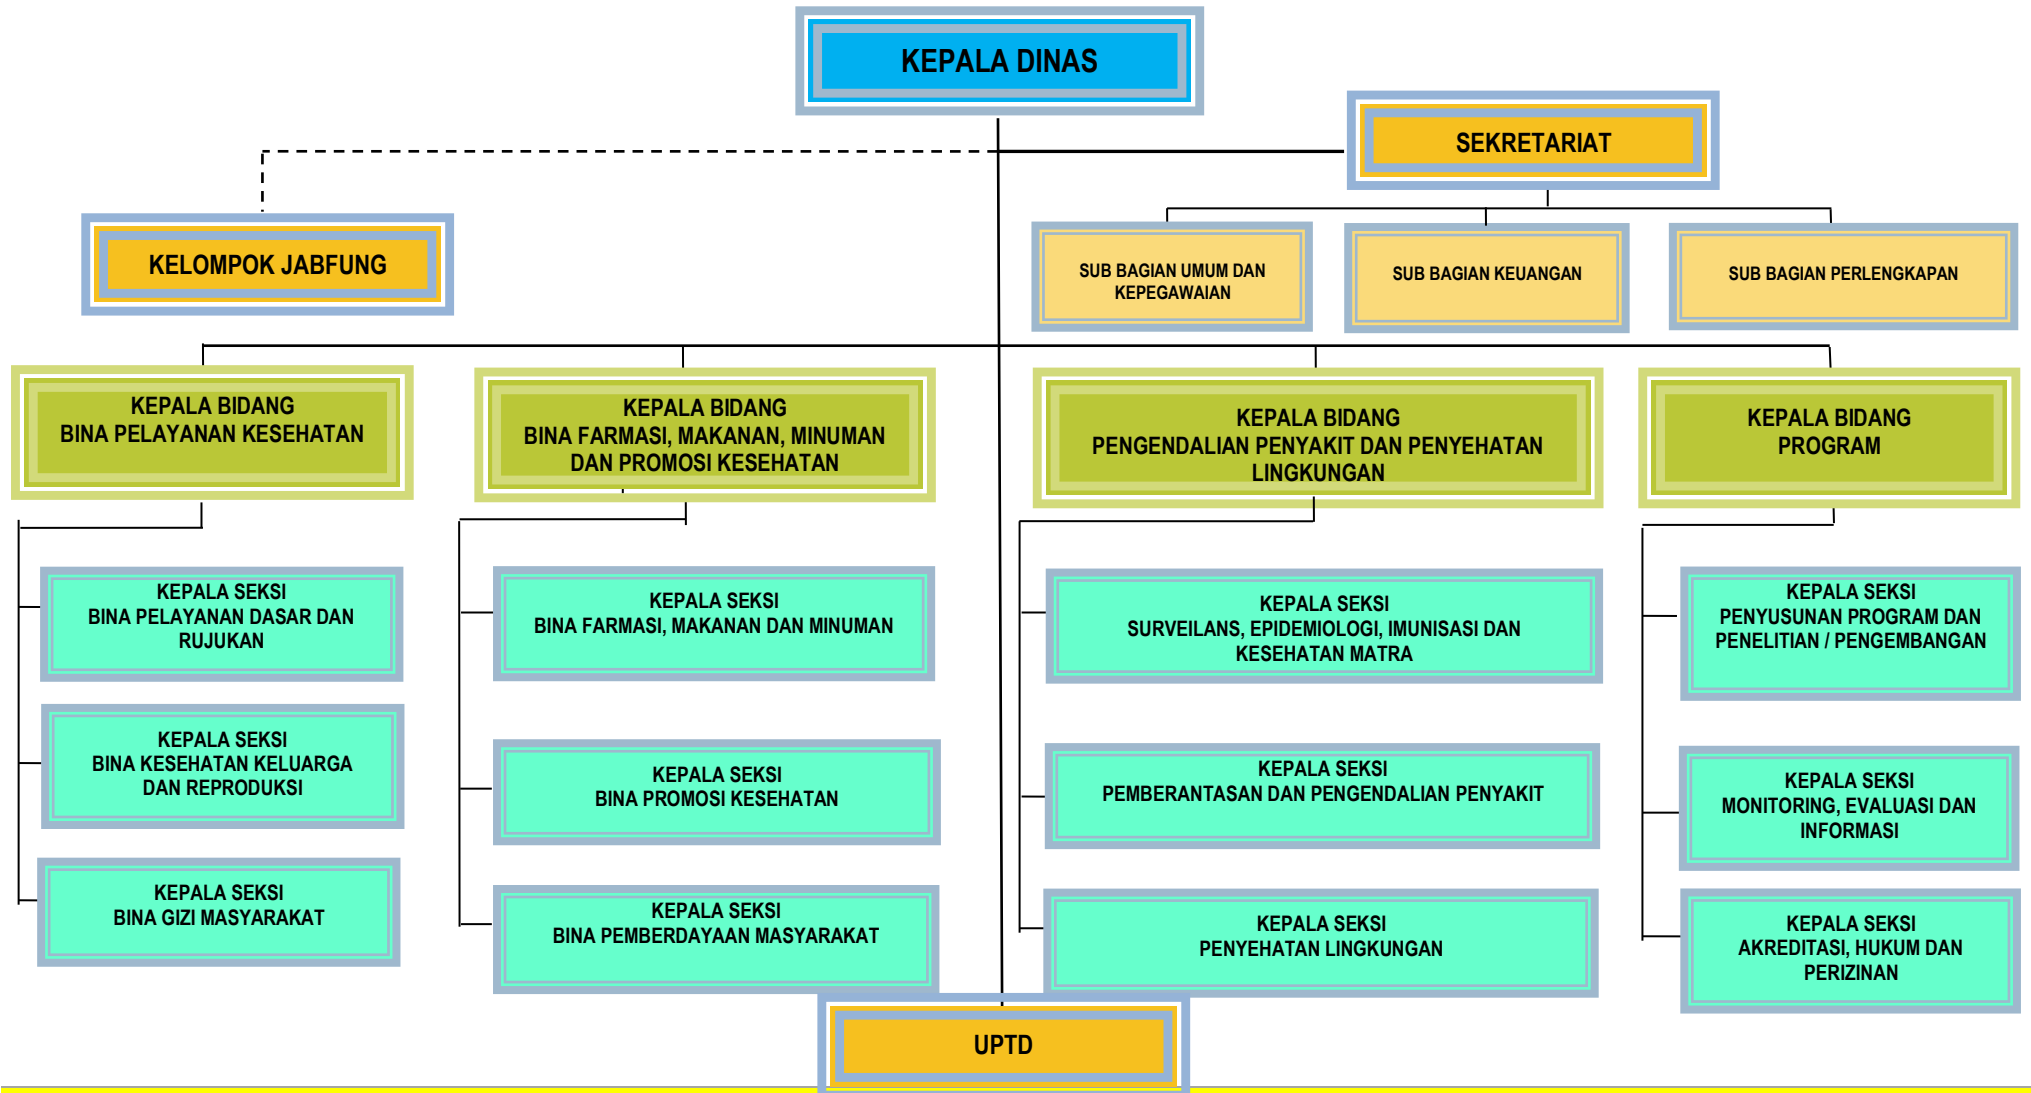 KEPALA DINAS
SEKRETARIAT
KELOMPOK JABFUNG
SUB BAGIAN UMUM DAN
KEPEGAWAIAN
SUB BAGIAN KEUANGAN
SUB BAGIAN PERLENGKAPAN
KEPALA BIDANG
BINA PELAYANAN KESEHATAN
KEPALA BIDANG
BINA FARMASI, MAKANAN, MINUMAN
DAN PROMOSI KESEHATAN
KEPALA BIDANG
PENGENDALIAN PENYAKIT DAN PENYEHATAN
LINGKUNGAN
KEPALA BIDANG
PROGRAM
KEPALA SEKSI
BINA PELAYANAN DASAR DAN
RUJUKAN
KEPALA SEKSI
BINA FARMASI, MAKANAN DAN MINUMAN
KEPALA SEKSI
SURVEILANS, EPIDEMIOLOGI, IMUNISASI DAN
KESEHATAN MATRA
KEPALA SEKSI
PENYUSUNAN PROGRAM DAN
PENELITIAN / PENGEMBANGAN
KEPALA SEKSI
BINA KESEHATAN KELUARGA
DAN REPRODUKSI
KEPALA SEKSI
BINA PROMOSI KESEHATAN
KEPALA SEKSI
PEMBERANTASAN DAN PENGENDALIAN PENYAKIT
KEPALA SEKSI
MONITORING, EVALUASI DAN
INFORMASI
KEPALA SEKSI
BINA GIZI MASYARAKAT
KEPALA SEKSI
BINA PEMBERDAYAAN MASYARAKAT
KEPALA SEKSI
PENYEHATAN LINGKUNGAN
KEPALA SEKSI
AKREDITASI, HUKUM DAN
PERIZINAN
UPTD